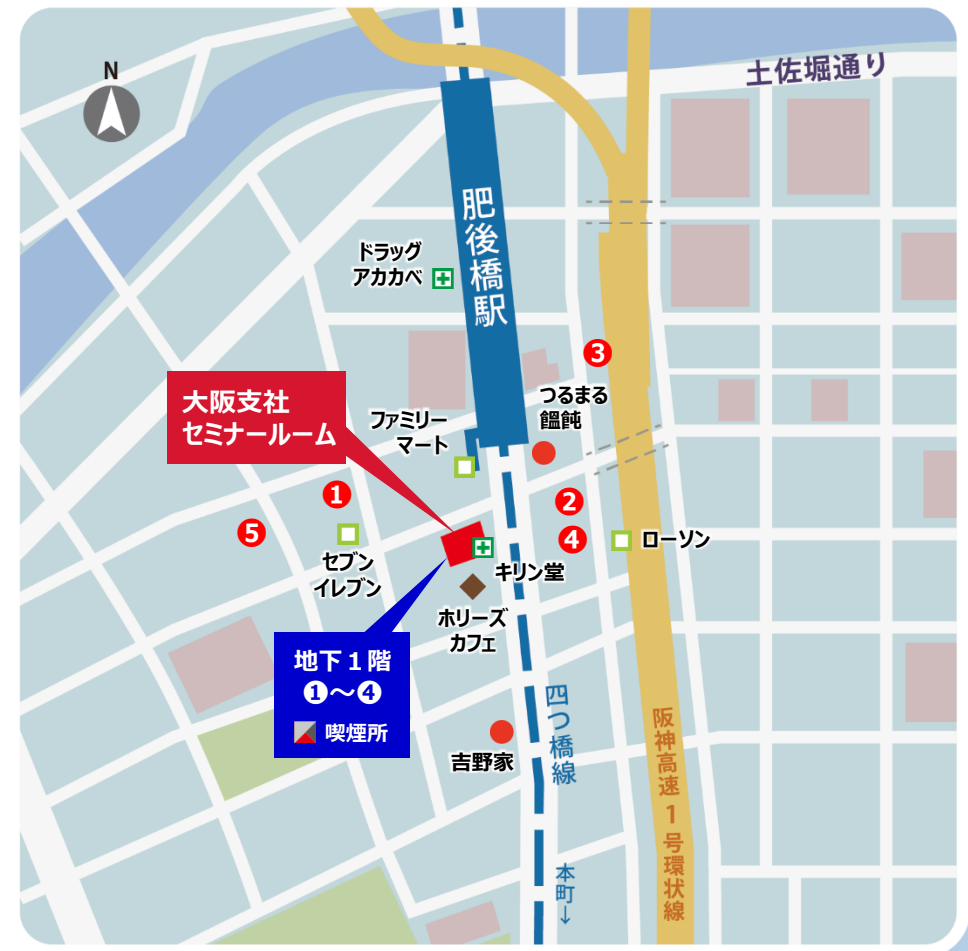 N
土佐堀通り
肥後橋駅
ドラッグ
アカカベ
❸
大阪支社
セミナールーム
つるまる
饂飩
ファミリー
マート
❶
❷
❺
❹
ローソン
セブン
イレブン
キリン堂
ホリーズ
カフェ
地下１階
❶～❹
喫煙所
四つ橋線
阪神高速１号環状線
吉野家
本町→